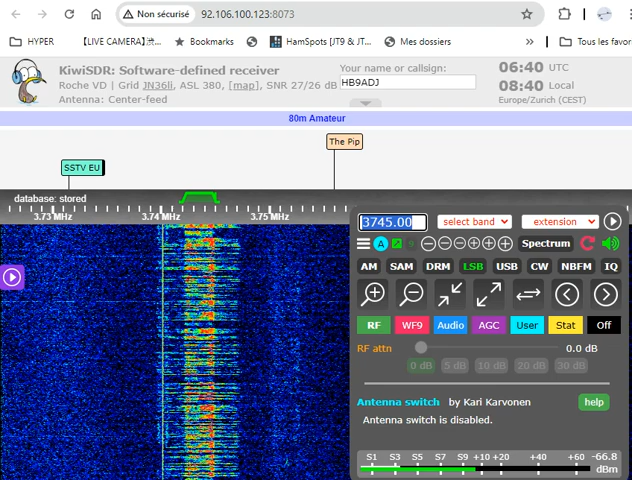 Non sécurisé
92.106.100.123:8073
HYPER
Bookmarks
HamSpots [JT9 & JT...
Mes dossiers
»
Tous les favor
KiwiSDR: Software-defined receiver
Roche VD | Grid JN36li, ASL 380, [map], SNR 27/26 dB
Antenna: Center-feed
Your name or callsign:
HB9ADJ
06:40 UTC
08:40 Local
Europe/Zurich (CEST)
80m Amateur
The Pip
SSTV EU
database: stored
3.73 MHz 3.74 MHz 3.75 MHz
3745.00
select band
extension
A
9
Spectrum
AM SAM DRM LSB USB CW NBFM IQ
RF WF9 Audio AGC User Stat Off
RF attn 0.0 dB
0 dB 5 dB 10 dB 20 dB 30 dB
Antenna switch by Kari Karvonen help
Antenna switch is disabled.
S1 S3 S5 S7 S9 +10 +20 +40 +60 -66.8
dBm